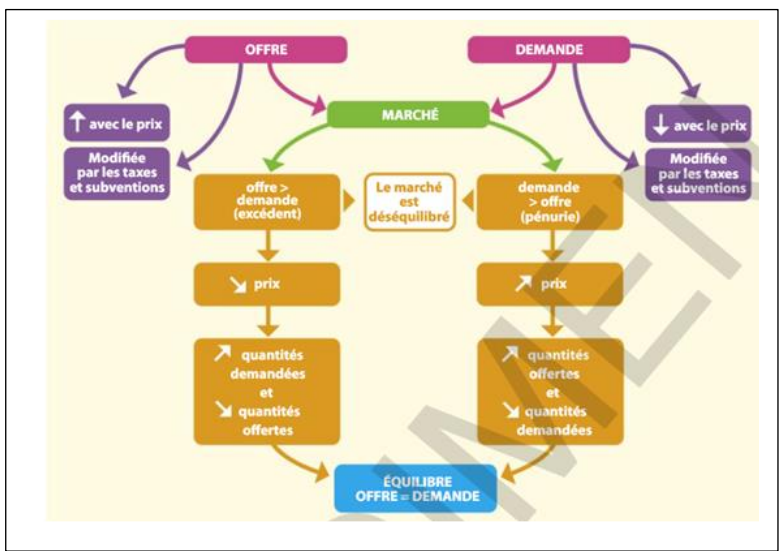 OFFRE
DEMANDE
↑ avec le prix
MARCHÉ
↓ avec le prix
Modifiée
par les taxes
et subventions
Modifiée
par les taxes
et subventions
offre >
demande
(excédent)
Le marché
est
déséquilibré
demande
> offre
(pénurie)
↘ prix
↗ prix
↗ quantités
demandées
et
↘ quantités
offertes
↗ quantités
offertes
et
↘ quantités
demandées
ÉQUILIBRE
OFFRE = DEMANDE